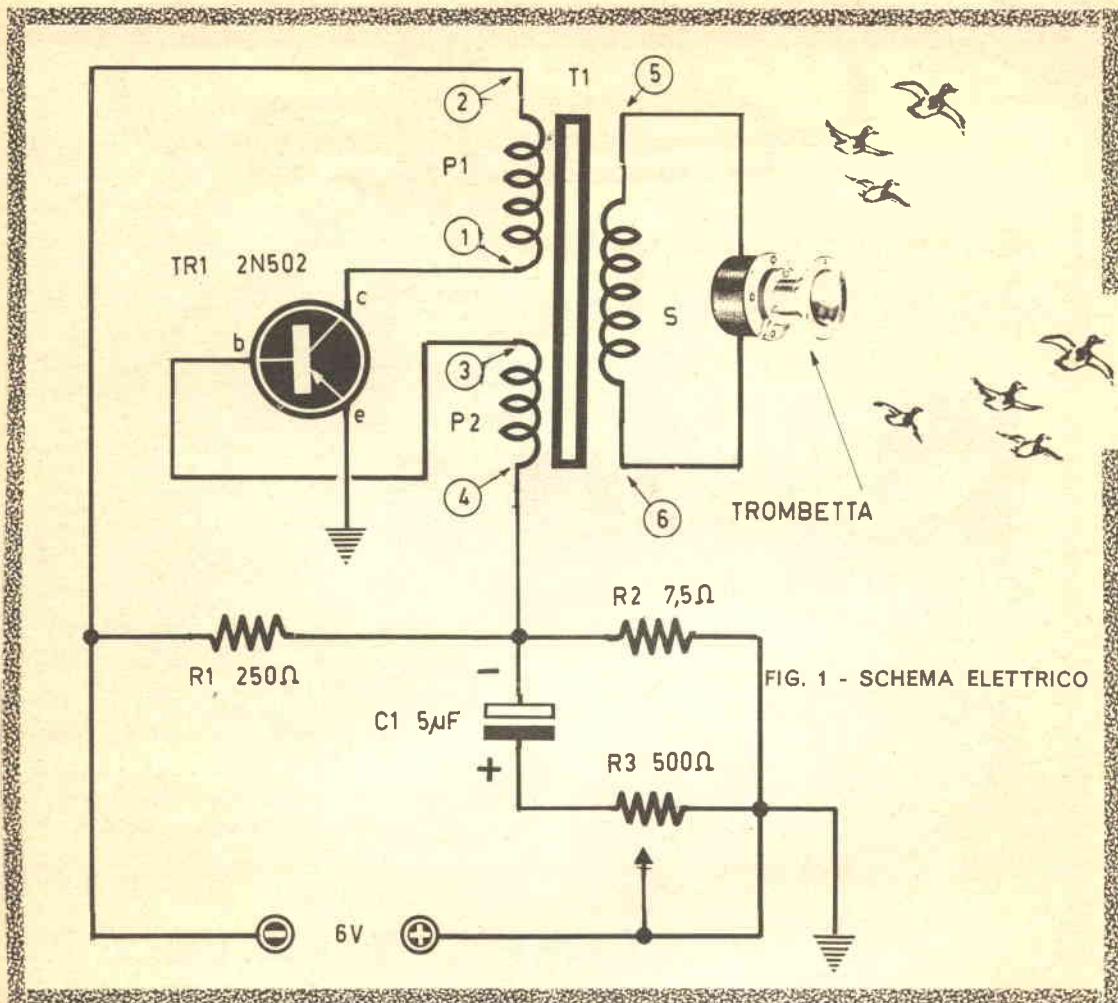 2
T1
5
P1
1
TR1 2N502
c
b
e
3
P2
4
S
6
TROMBETTA
R1 250Ω
R2 7,5Ω
FIG. 1 - SCHEMA ELETTRICO
-
C1 5µF
+
R3 500Ω
- 6V +